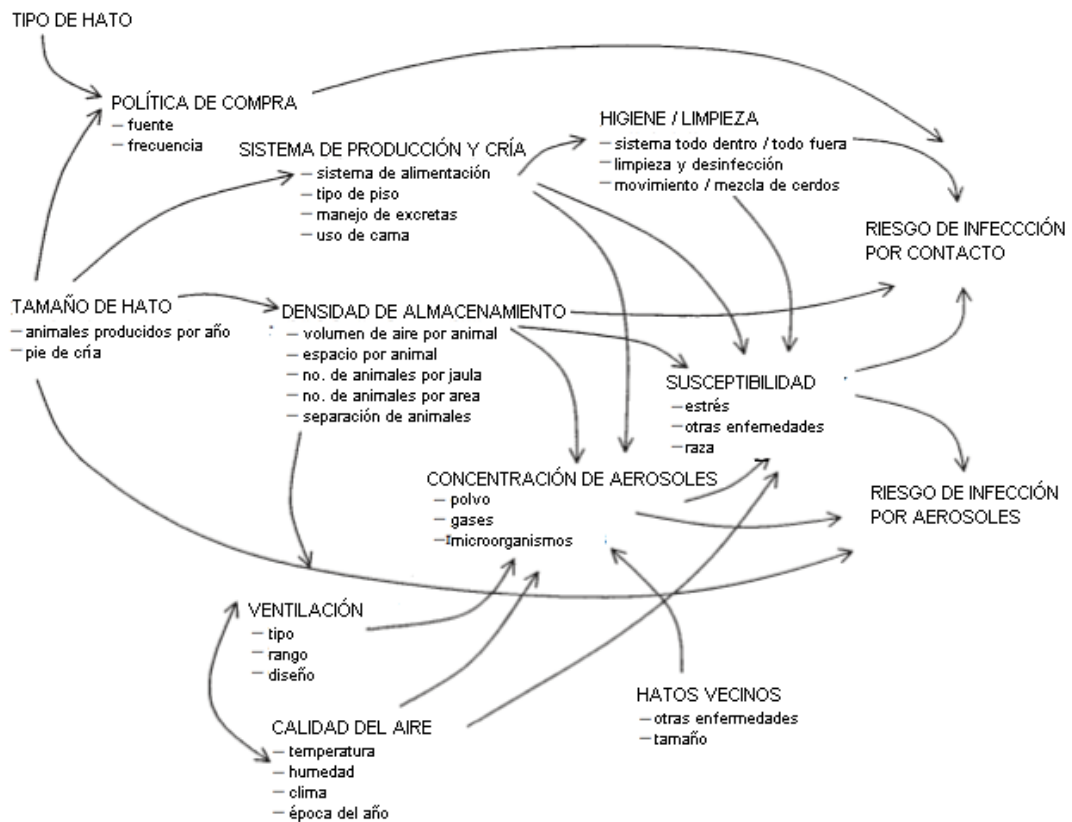 TIPO DE HATO
POLÍTICA DE COMPRA
– fuente
– frecuencia
SISTEMA DE PRODUCCIÓN Y CRÍA
– sistema de alimentación
– tipo de piso
– manejo de excretas
– uso de cama
HIGIENE / LIMPIEZA
– sistema todo dentro / todo fuera
– limpieza y desinfección
– movimiento / mezcla de cerdos
RIESGO DE INFECCCIÓN
POR CONTACTO
TAMAÑO DE HATO
– animales producidos por año
– pie de cría
DENSIDAD DE ALMACENAMIENTO
– volumen de aire por animal
– espacio por animal
– no. de animales por jaula
– no. de animales por area
– separación de animales
SUSCEPTIBILIDAD
– estrés
– otras enfemedades
– raza
CONCENTRACIÓN DE AEROSOLES
– polvo
– gases
– microorganismos
RIESGO DE INFECCIÓN
POR AEROSOLES
VENTILACIÓN
– tipo
– rango
– diseño
HATOS VECINOS
– otras enfermedades
– tamaño
CALIDAD DEL AIRE
– temperatura
– humedad
– clima
– época del año